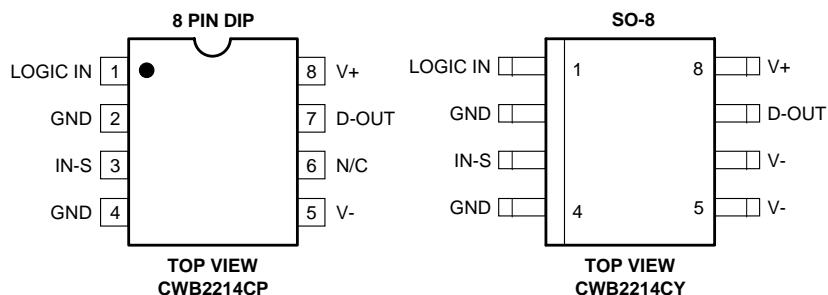 8 PIN DIP
LOGIC IN 1 8 V+
GND 2 7 D-OUT
IN-S 3 6 N/C
GND 4 5 V-
TOP VIEW
CWB2214CP
SO-8
LOGIC IN 1 8 V+
GND D-OUT
IN-S V-
GND 4 5 V-
TOP VIEW
CWB2214CY